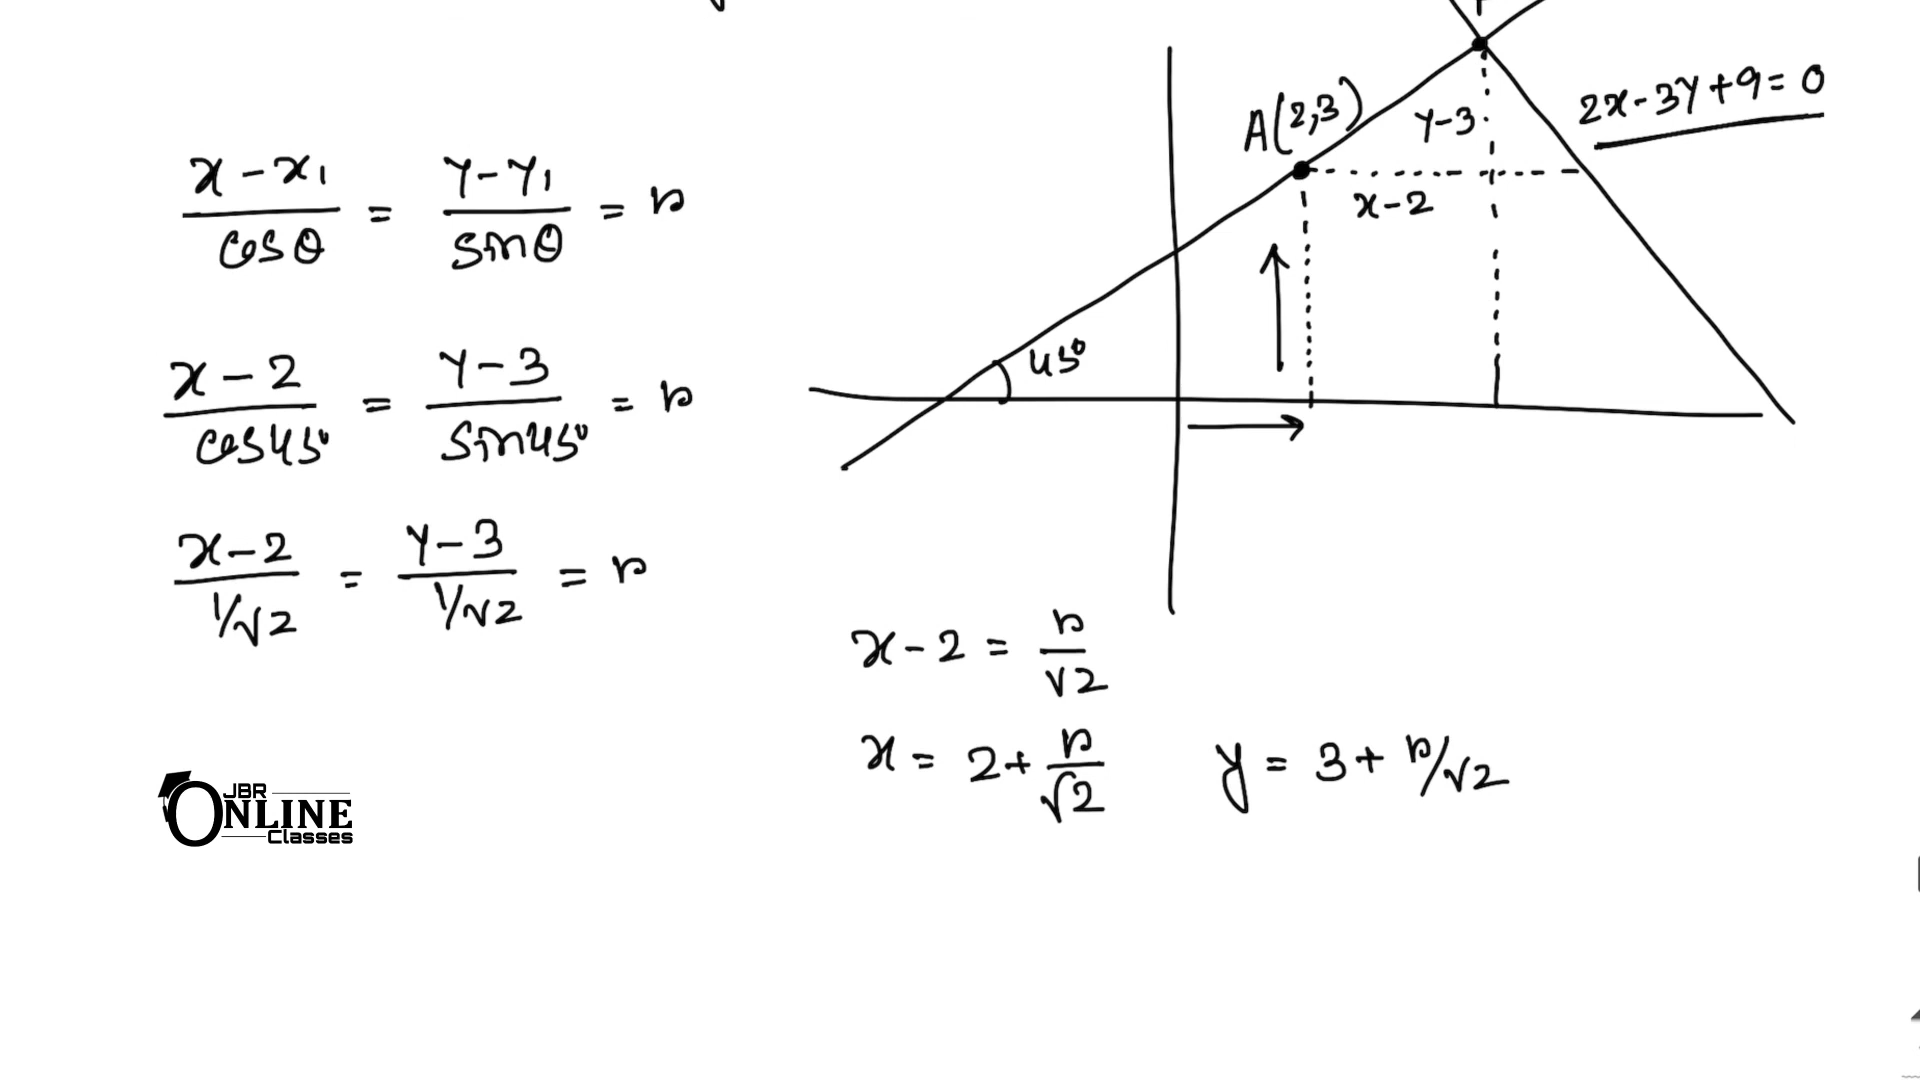 A(2,3)
y-3
2x-3y+9=0
x-2
45°
x-x₁/cosθ = y-y₁/sinθ = r
x-2/cos45° = y-3/sin45° = r
x-2/1/√2 = y-3/1/√2 = r
x-2 = r/√2
x = 2+r/√2
y = 3+r/√2
JBR
ONLINE
Classes